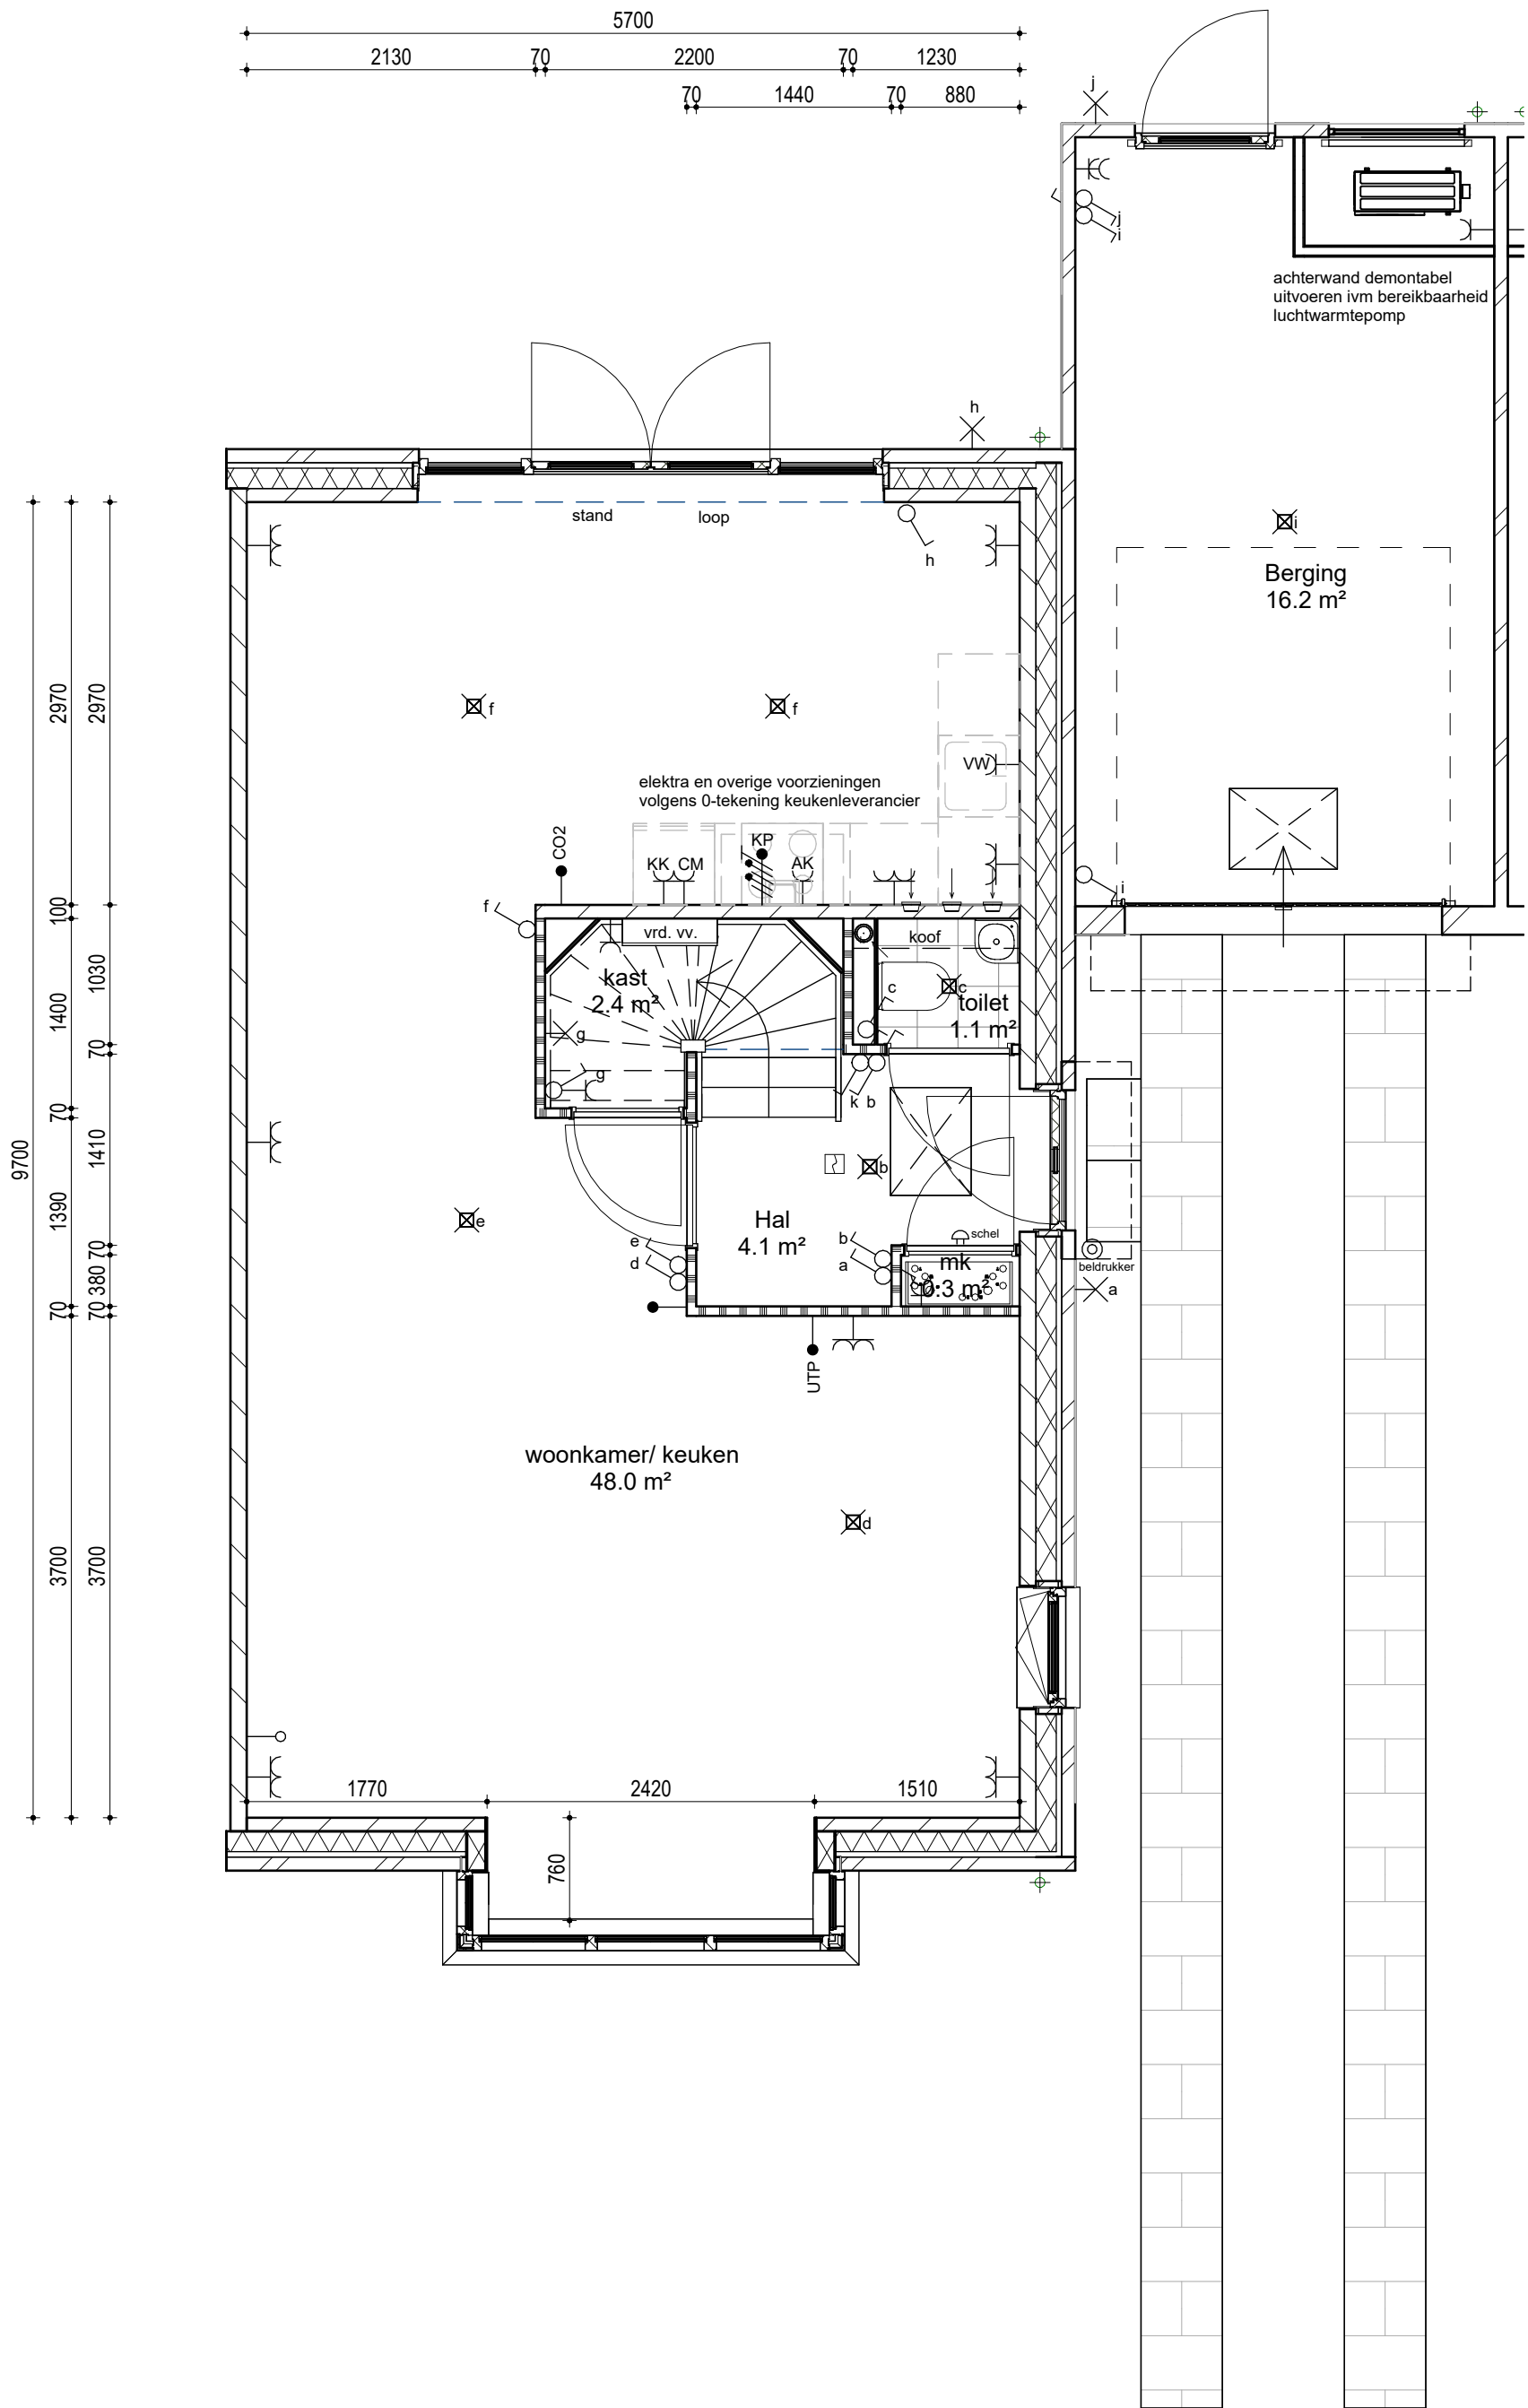 5700
2130 70 2200 70 1230
70 1440 70 880
j
j
i
achterwand demontabel
uitvoeren ivm bereikbaarheid
luchtwarmtepomp
h
stand loop
h
i
Berging
16.2 m²
f
f
VW
elektra en overige voorzieningen
volgens 0-tekening keukenleverancier
CO2
KK CM
KP
AK
i
f
vrd. vv.
koof
kast
2.4 m²
c
c
toilet
1.1 m²
g
g
k b
b
e
Hal
4.1 m²
schel
b
a
mk
0.3 m²
e
d
beldrukker
a
UTP
woonkamer/ keuken
48.0 m²
d
1770 2420 1510
760
9700
2970
100
1400
70
1390
70
3700
2970
1030
70
1410
70
380
70
3700